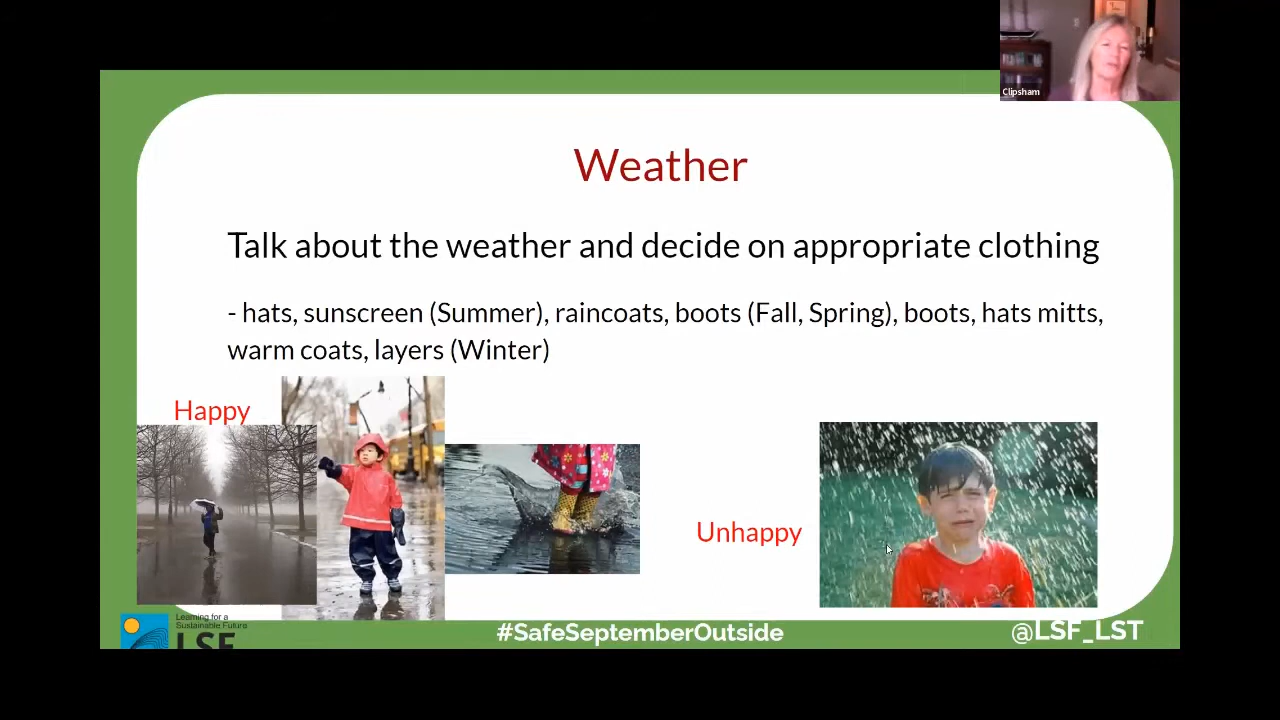 Clipsham
Weather
Talk about the weather and decide on appropriate clothing
- hats, sunscreen (Summer), raincoats, boots (Fall, Spring), boots, hats mitts,
warm coats, layers (Winter)
Happy
Unhappy
Learning for a
Sustainable Future
LSF
#SafeSeptemberOutside
@LSF_LST